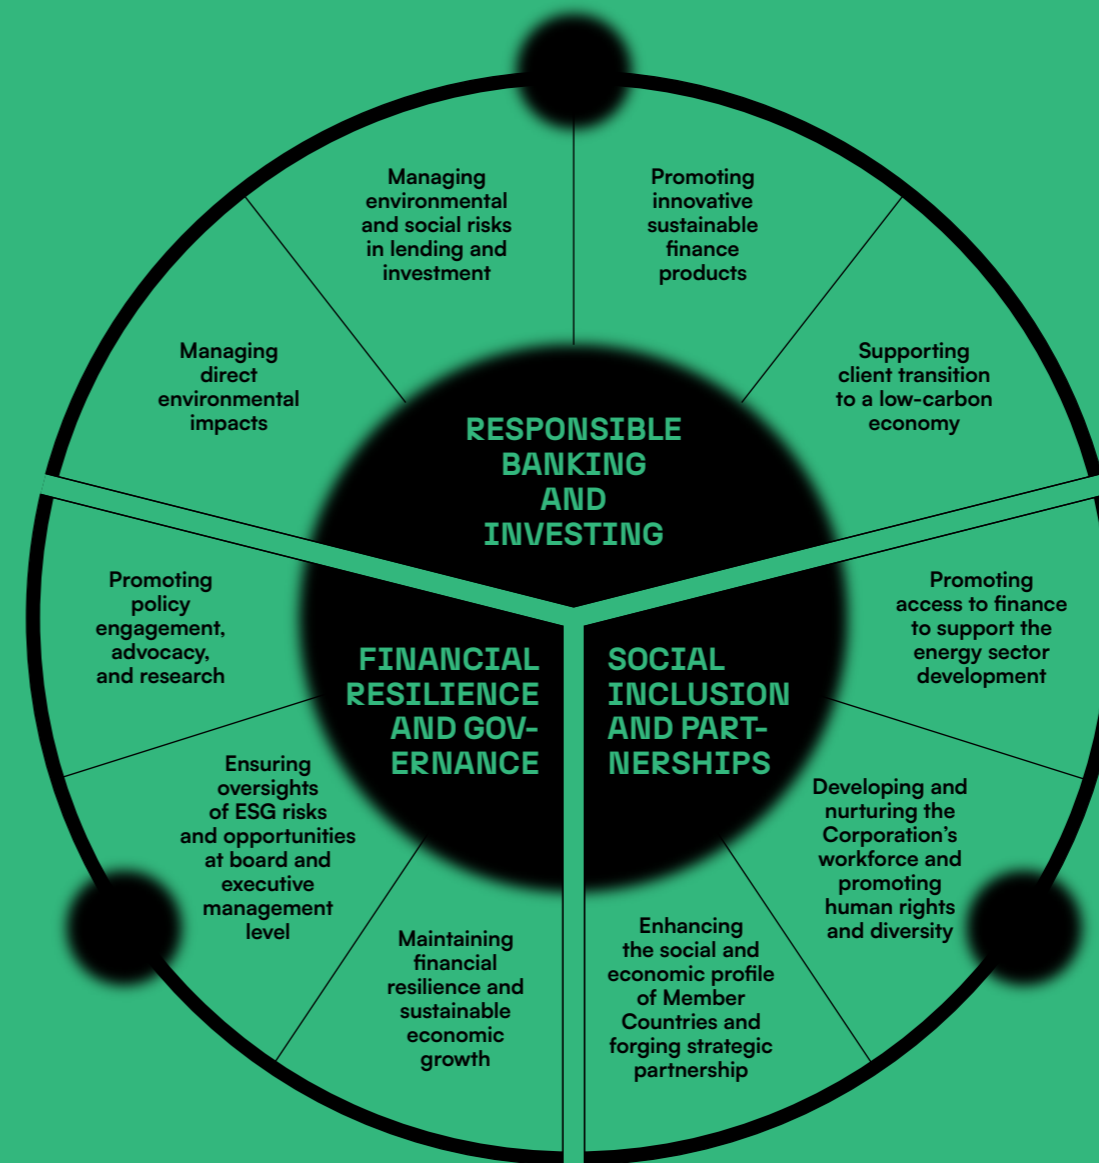 Managing
environmental
and social risks
in lending and
investment
Promoting
innovative
sustainable
finance
products
Managing
direct
environmental
impacts
Supporting
client transition
to a low-carbon
economy
RESPONSIBLE
BANKING
AND
INVESTING
Promoting
policy
engagement,
advocacy,
and research
FINANCIAL
RESILIENCE
AND GOV-
ERNANCE
SOCIAL
INCLUSION
AND PART-
NERSHIPS
Promoting
access to finance
to support the
energy sector
development
Ensuring
oversights
of ESG risks
and opportunities
at board and
executive
management
level
Developing and
nurturing the
Corporation’s
workforce and
promoting
human rights
and diversity
Maintaining
financial
resilience and
sustainable
economic
growth
Enhancing
the social and
economic profile
of Member
Countries and
forging strategic
partnership